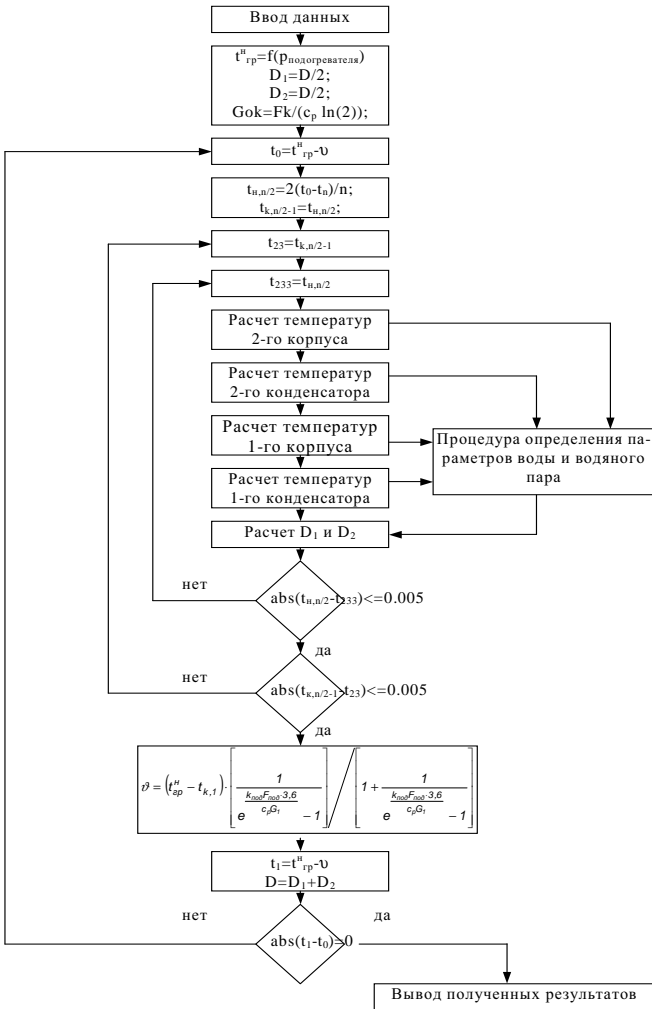 Ввод данных
tⁿгр=f(pподогревателя)
D₁=D/2;
D₂=D/2;
Gok=Fk/(cp ln(2));
t₀=tⁿгр-υ
tн,n/2=2(t₀-tn)/n;
tk,n/2-1=tн,n/2;
t23=tk,n/2-1
t233=tн,n/2
Расчет температур
2-го корпуса
Расчет температур
2-го конденсатора
Расчет температур
1-го корпуса
Процедура определения па-
раметров воды и водяного
пара
Расчет температур
1-го конденсатора
Расчет D₁ и D₂
нет
abs(tн,n/2-t233)<=0.005
да
нет
abs(tк,n/2-1-t23)<=0.005
да
ϑ = (tⁿгр − tk,1)·[1/(e^(kподFпод·3,6/(cpG1)) − 1)] / [1 + 1/(e^(kподFпод·3,6/(cpG1)) − 1)]
t₁=tⁿгр-υ
D=D₁+D₂
нет
да
abs(t₁-t₀)=0
Вывод полученных результатов